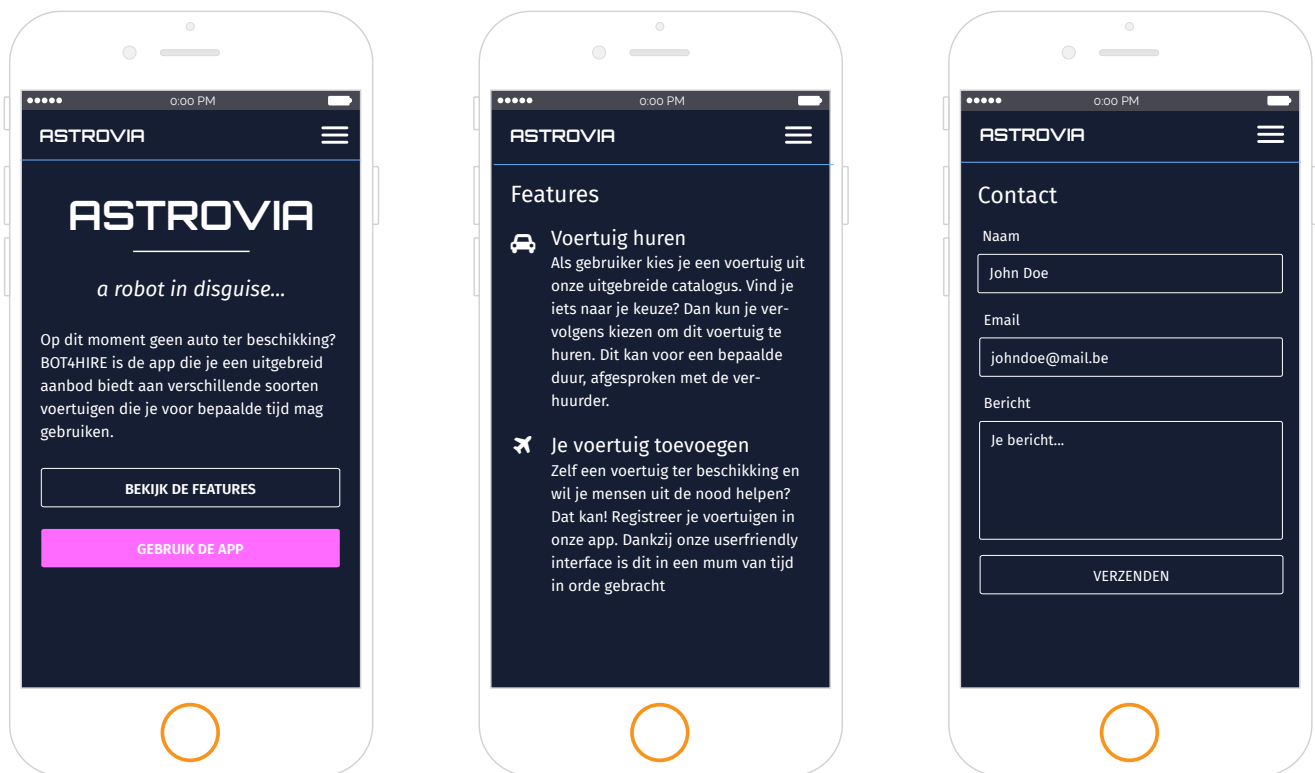 0:00 PM
ASTROVIA
ASTROVIA
a robot in disguise...
Op dit moment geen auto ter beschikking?
BOT4HIRE is de app die je een uitgebreid
aanbod biedt aan verschillende soorten
voertuigen die je voor bepaalde tijd mag
gebruiken.
BEKIJK DE FEATURES
GEBRUIK DE APP
0:00 PM
ASTROVIA
Features
Voertuig huren
Als gebruiker kies je een voertuig uit
onze uitgebreide catalogus. Vind je
iets naar je keuze? Dan kun je ver-
volgens kiezen om dit voertuig te
huren. Dit kan voor een bepaalde
duur, afgesproken met de ver-
huurder.
Je voertuig toevoegen
Zelf een voertuig ter beschikking en
wil je mensen uit de nood helpen?
Dat kan! Registreer je voertuigen in
onze app. Dankzij onze userfriendly
interface is dit in een mum van tijd
in orde gebracht
0:00 PM
ASTROVIA
Contact
Naam
John Doe
Email
johndoe@mail.be
Bericht
Je bericht...
VERZENDEN